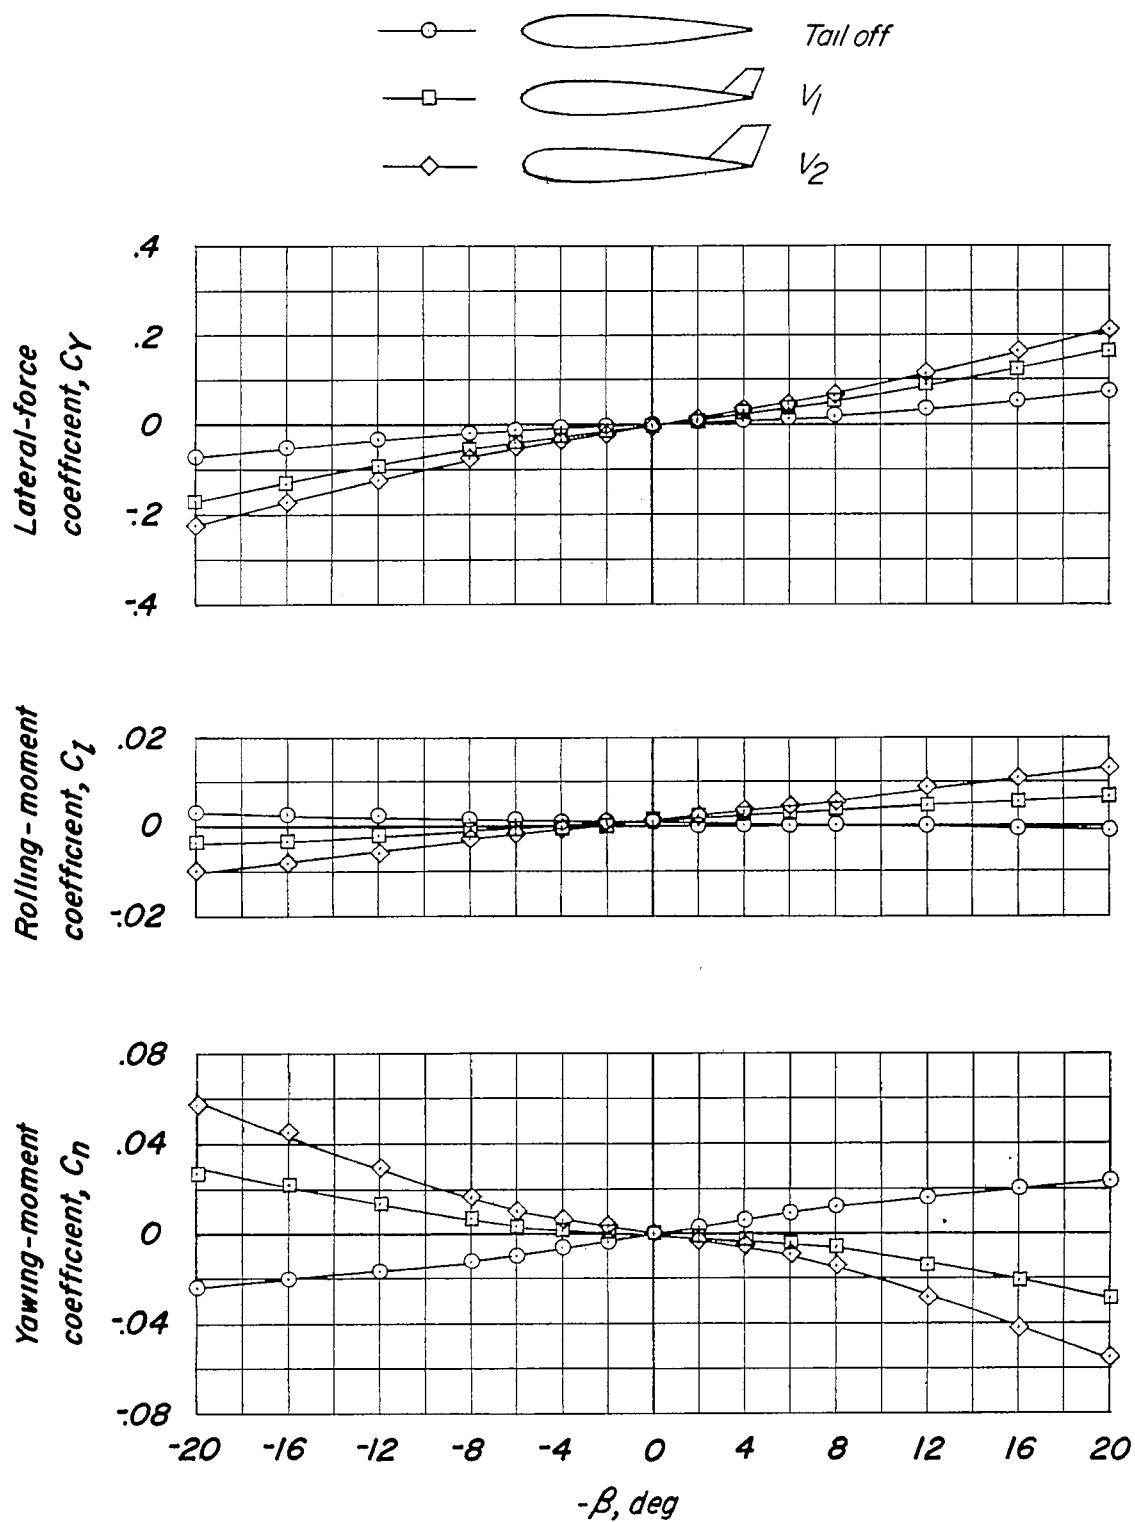 Tail off
V1
V2
Lateral-force
coefficient, CY
.4
.2
0
-.2
-.4
Rolling-moment
coefficient, Cl
.02
0
-.02
Yawing-moment
coefficient, Cn
.08
.04
0
-.04
-.08
-20 -16 -12 -8 -4 0 4 8 12 16 20
-β, deg